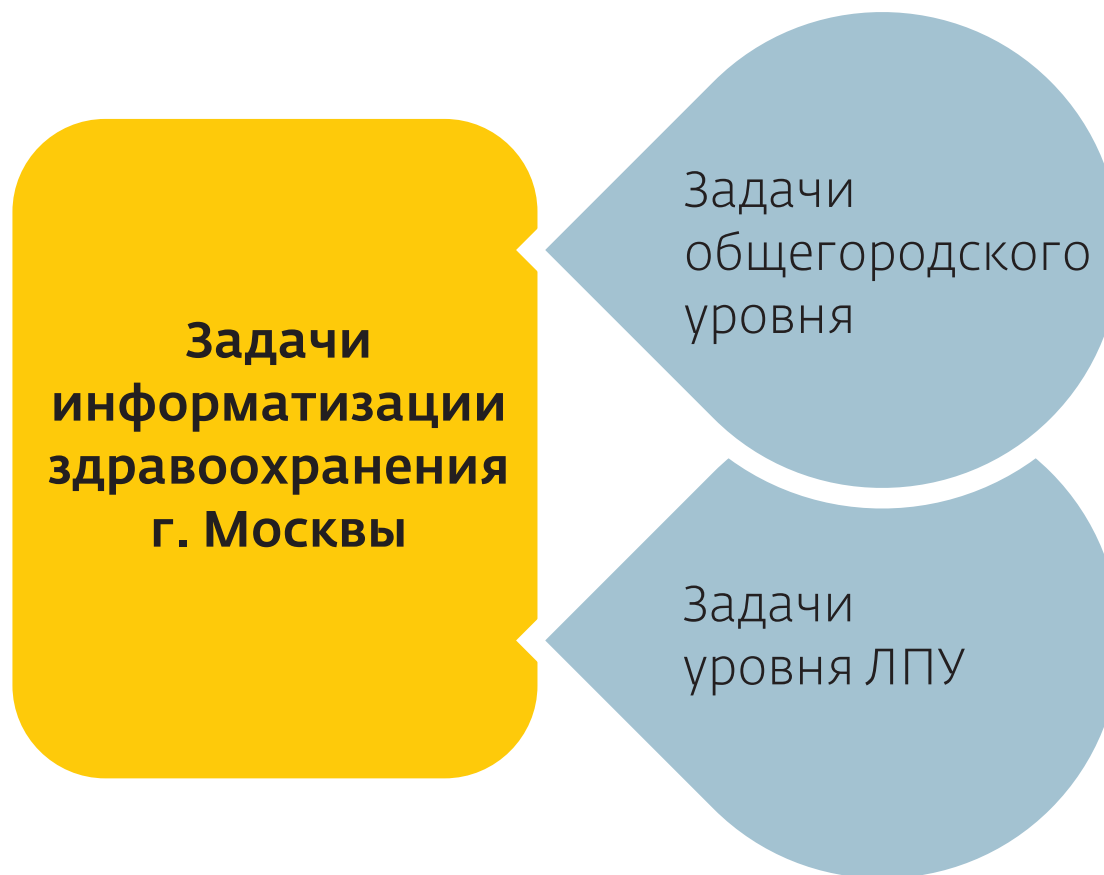 Задачи
информатизации
здравоохранения
г. Москвы
Задачи
общегородского
уровня
Задачи
уровня ЛПУ